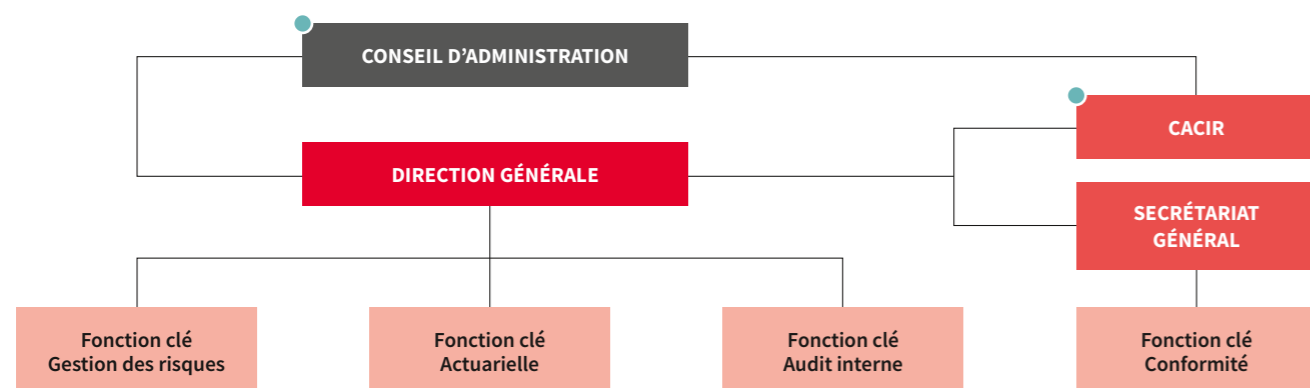 CONSEIL D’ADMINISTRATION
CACIR
DIRECTION GÉNÉRALE
SECRÉTARIAT
GÉNÉRAL
Fonction clé
Gestion des risques
Fonction clé
Actuarielle
Fonction clé
Audit interne
Fonction clé
Conformité